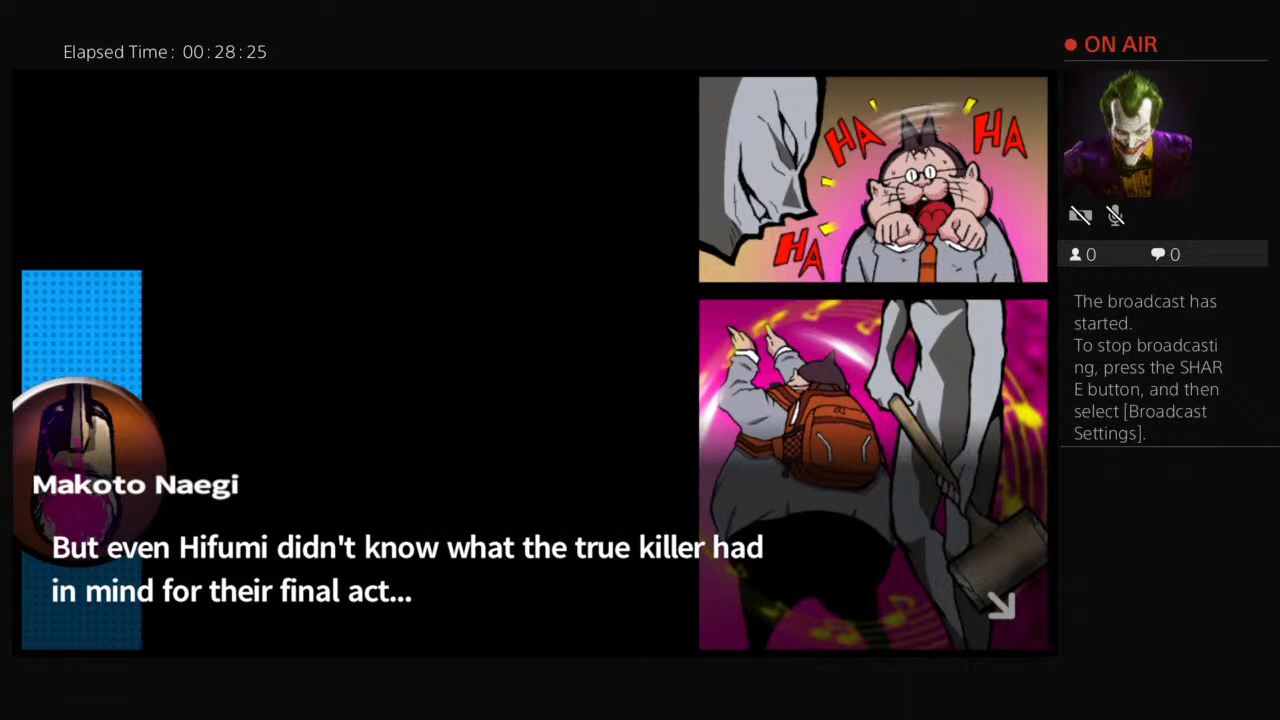 Elapsed Time: 00:28:25
ON AIR
HA
HA
HA
0
0
The broadcast has
started.
To stop broadcasti
ng, press the SHAR
E button, and then
select [Broadcast
Settings].
Makoto Naegi
But even Hifumi didn't know what the true killer had
in mind for their final act...